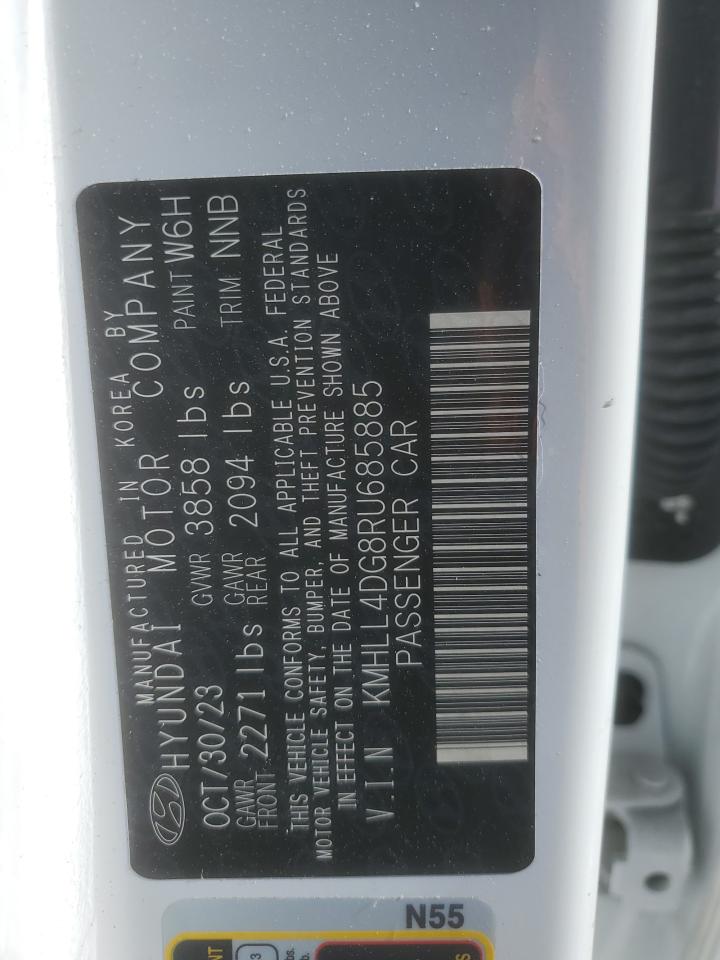 MANUFACTURED IN KOREA BY
HYUNDAI MOTOR COMPANY
OCT/30/23 GVWR 3858 lbs PAINT W6H
GAWR FRONT 2271 lbs GAWR REAR 2094 lbs TRIM NNB
THIS VEHICLE CONFORMS TO ALL APPLICABLE U.S.A. FEDERAL
MOTOR VEHICLE SAFETY, BUMPER, AND THEFT PREVENTION STANDARDS
IN EFFECT ON THE DATE OF MANUFACTURE SHOWN ABOVE
V.I.N KMHLL4DG8RU685885
PASSENGER CAR
N55